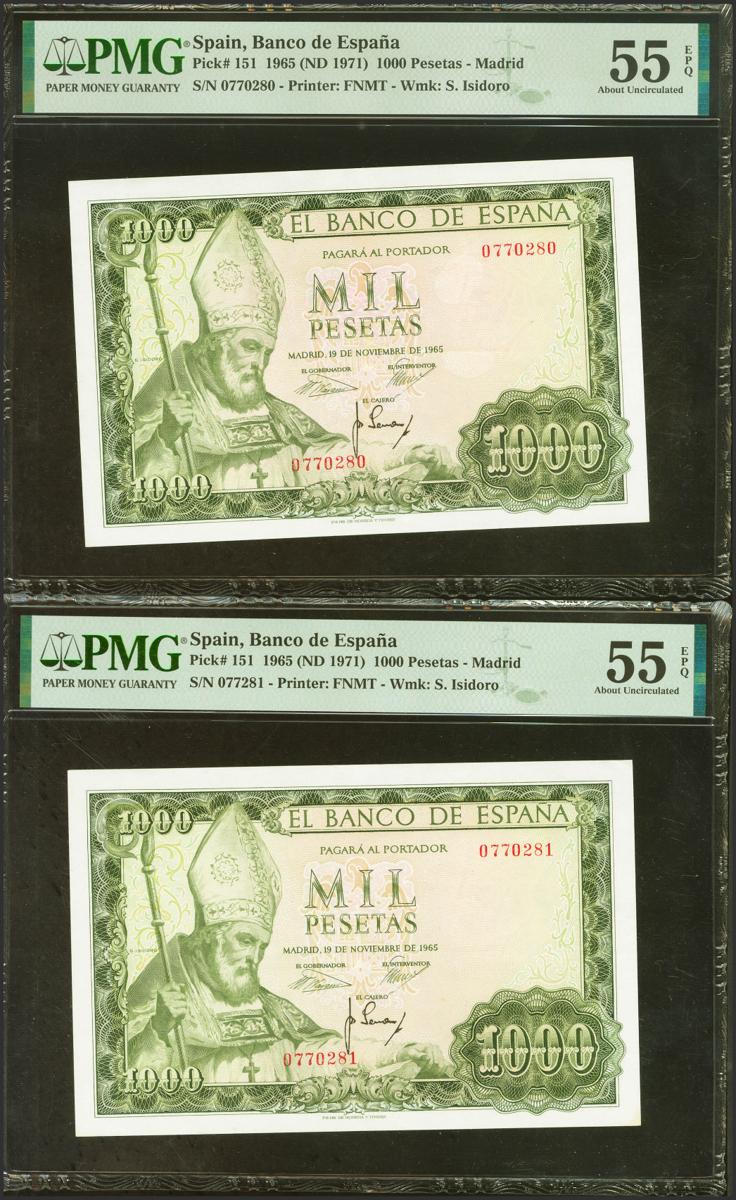 PMG®
PAPER MONEY GUARANTY
Spain, Banco de España
Pick# 151 1965 (ND 1971) 1000 Pesetas - Madrid
S/N 0770280 - Printer: FNMT - Wmk: S. Isidoro
55 EPQ
About Uncirculated
1000
EL BANCO DE ESPAÑA
PAGARÁ AL PORTADOR
0770280
MIL
PESETAS
S. ISIDORO
MADRID, 19 DE NOVIEMBRE DE 1965
EL GOBERNADOR
EL INTERVENTOR
EL CAJERO
0770280
1000
1000
PMG®
PAPER MONEY GUARANTY
Spain, Banco de España
Pick# 151 1965 (ND 1971) 1000 Pesetas - Madrid
S/N 077281 - Printer: FNMT - Wmk: S. Isidoro
55 EPQ
About Uncirculated
1000
EL BANCO DE ESPAÑA
PAGARÁ AL PORTADOR
0770281
MIL
PESETAS
S. ISIDORO
MADRID, 19 DE NOVIEMBRE DE 1965
EL GOBERNADOR
EL INTERVENTOR
EL CAJERO
0770281
1000
1000